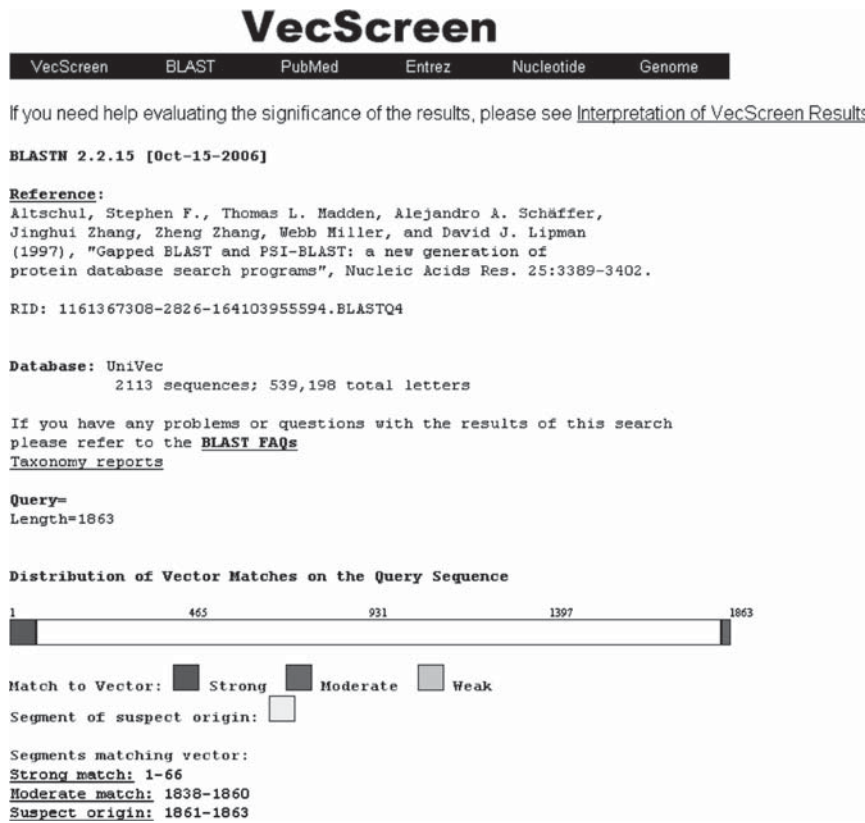 VecScreen
VecScreen BLAST PubMed Entrez Nucleotide Genome
If you need help evaluating the significance of the results, please see Interpretation of VecScreen Results
BLASTN 2.2.15 [Oct-15-2006]
Reference:
Altschul, Stephen F., Thomas L. Madden, Alejandro A. Schäffer,
Jinghui Zhang, Zheng Zhang, Webb Miller, and David J. Lipman
(1997), "Gapped BLAST and PSI-BLAST: a new generation of
protein database search programs", Nucleic Acids Res. 25:3389-3402.
RID: 1161367308-2826-164103955594.BLASTQ4
Database: UniVec
2113 sequences; 539,198 total letters
If you have any problems or questions with the results of this search
please refer to the BLAST FAQs
Taxonomy reports
Query=
Length=1863
Distribution of Vector Matches on the Query Sequence
1 465 931 1397 1863
Match to Vector: Strong Moderate Weak
Segment of suspect origin:
Segments matching vector:
Strong match: 1-66
Moderate match: 1838-1860
Suspect origin: 1861-1863